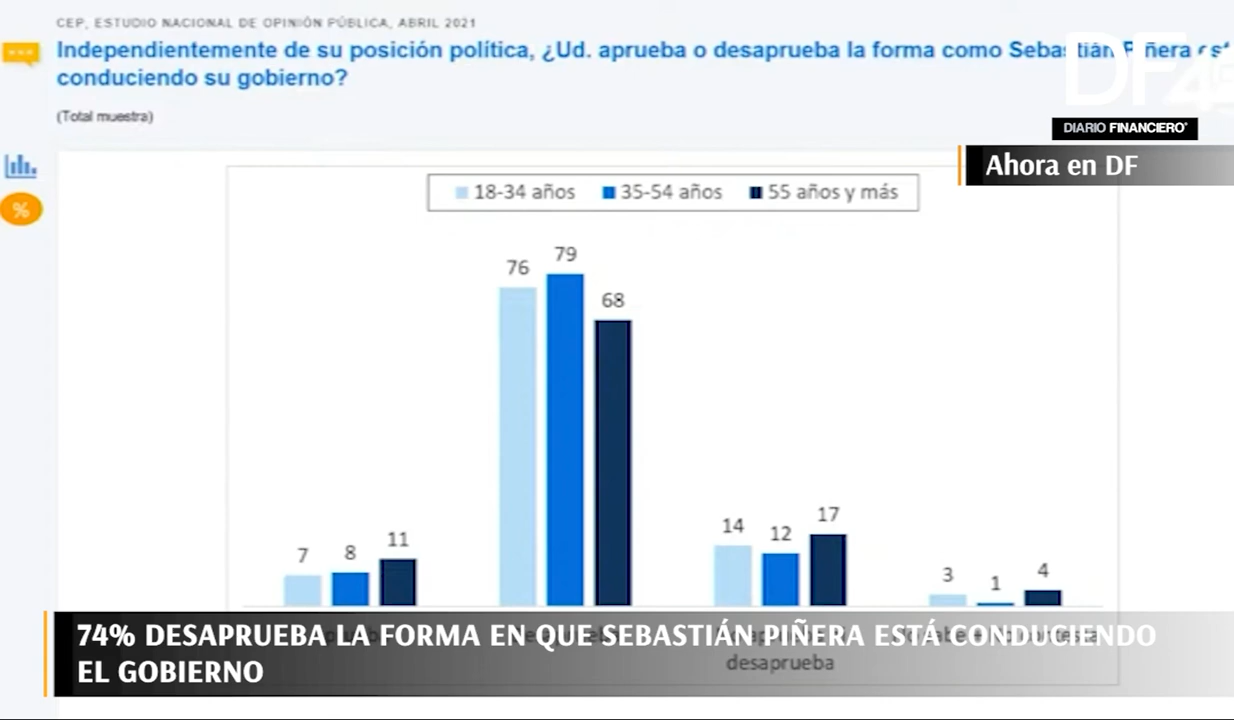 CEP, ESTUDIO NACIONAL DE OPINIÓN PÚBLICA, ABRIL 2021
Independientemente de su posición política, ¿Ud. aprueba o desaprueba la forma como Sebastián Piñera
conduciendo su gobierno?
(Total muestra)
DF
DIARIO FINANCIERO
Ahora en DF
%
18-34 años 35-54 años 55 años y más
76 79 68
7 8 11
14 12 17
3 1 4
74% DESAPRUEBA LA FORMA EN QUE SEBASTIÁN PIÑERA ESTÁ CONDUCIENDO
EL GOBIERNO
desaprueba